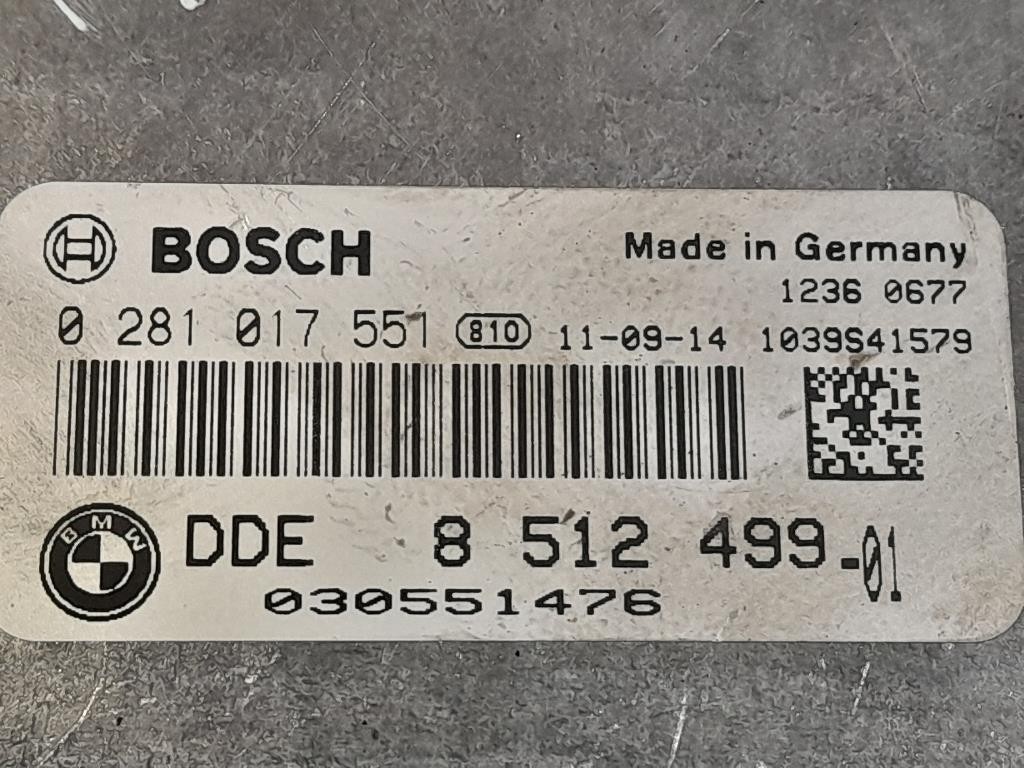 BOSCH Made in Germany
1236 0677
0 281 017 551 810 11-09-14 1039S41579
BMW DDE 8 512 499-01
030551476